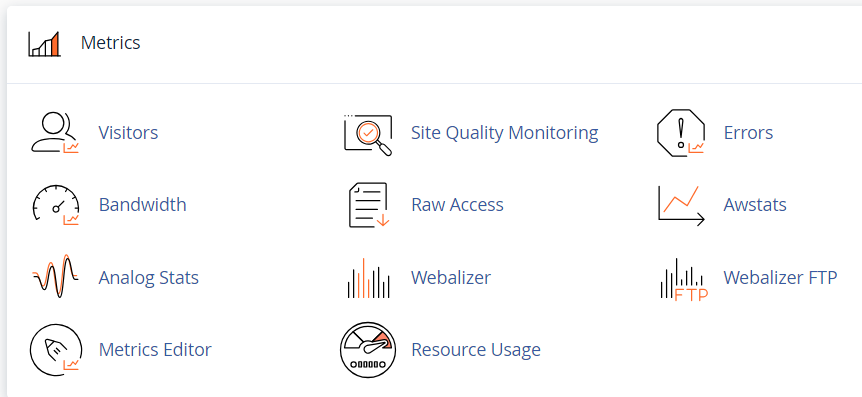 Metrics
Visitors
Site Quality Monitoring
Errors
Bandwidth
Raw Access
Awstats
Analog Stats
Webalizer
FTP
Webalizer FTP
Metrics Editor
Resource Usage